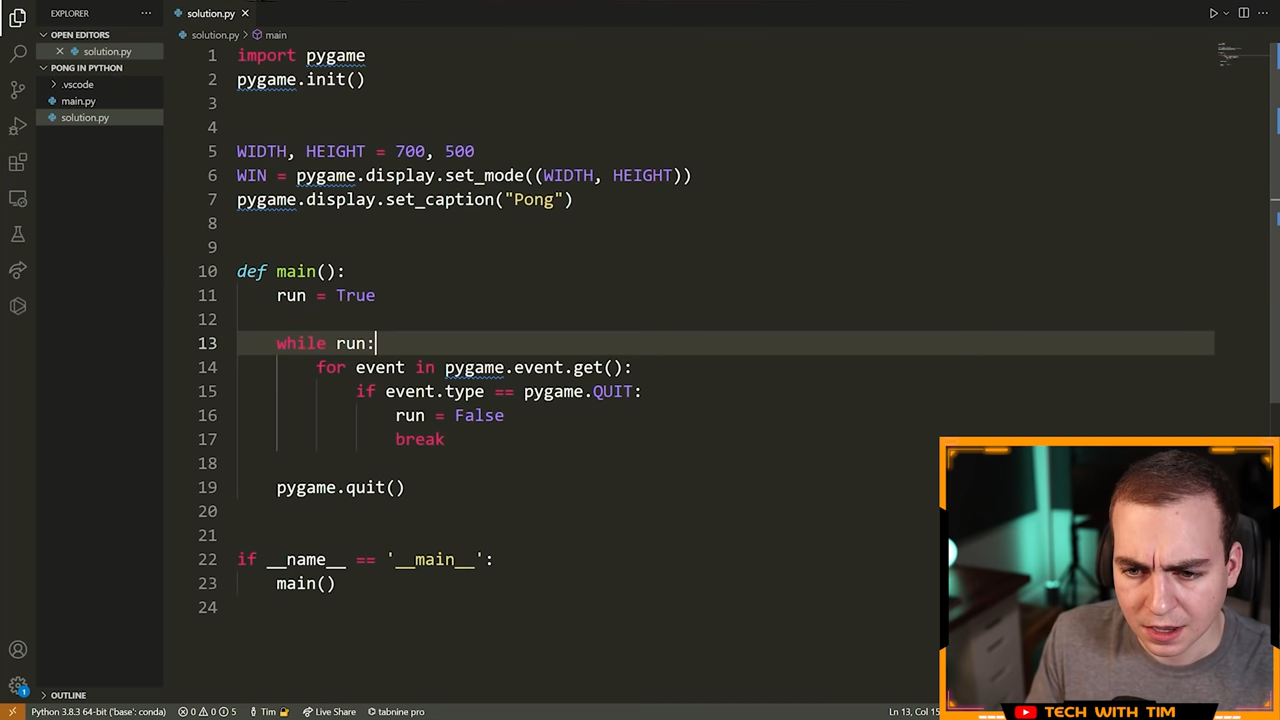 EXPLORER
solution.py
OPEN EDITORS
solution.py
PONG IN PYTHON
.vscode
main.py
solution.py
OUTLINE
solution.py > main
1 import pygame
2 pygame.init()
3
4
5 WIDTH, HEIGHT = 700, 500
6 WIN = pygame.display.set_mode((WIDTH, HEIGHT))
7 pygame.display.set_caption("Pong")
8
9
10 def main():
11     run = True
12
13     while run:
14         for event in pygame.event.get():
15             if event.type == pygame.QUIT:
16                 run = False
17                 break
18
19     pygame.quit()
20
21
22 if __name__ == '__main__':
23     main()
24
1 Python 3.8.3 64-bit ('base': conda) 0 0 5 Tim Live Share tabnine pro Ln 13, Col 15
TECH WITH TIM